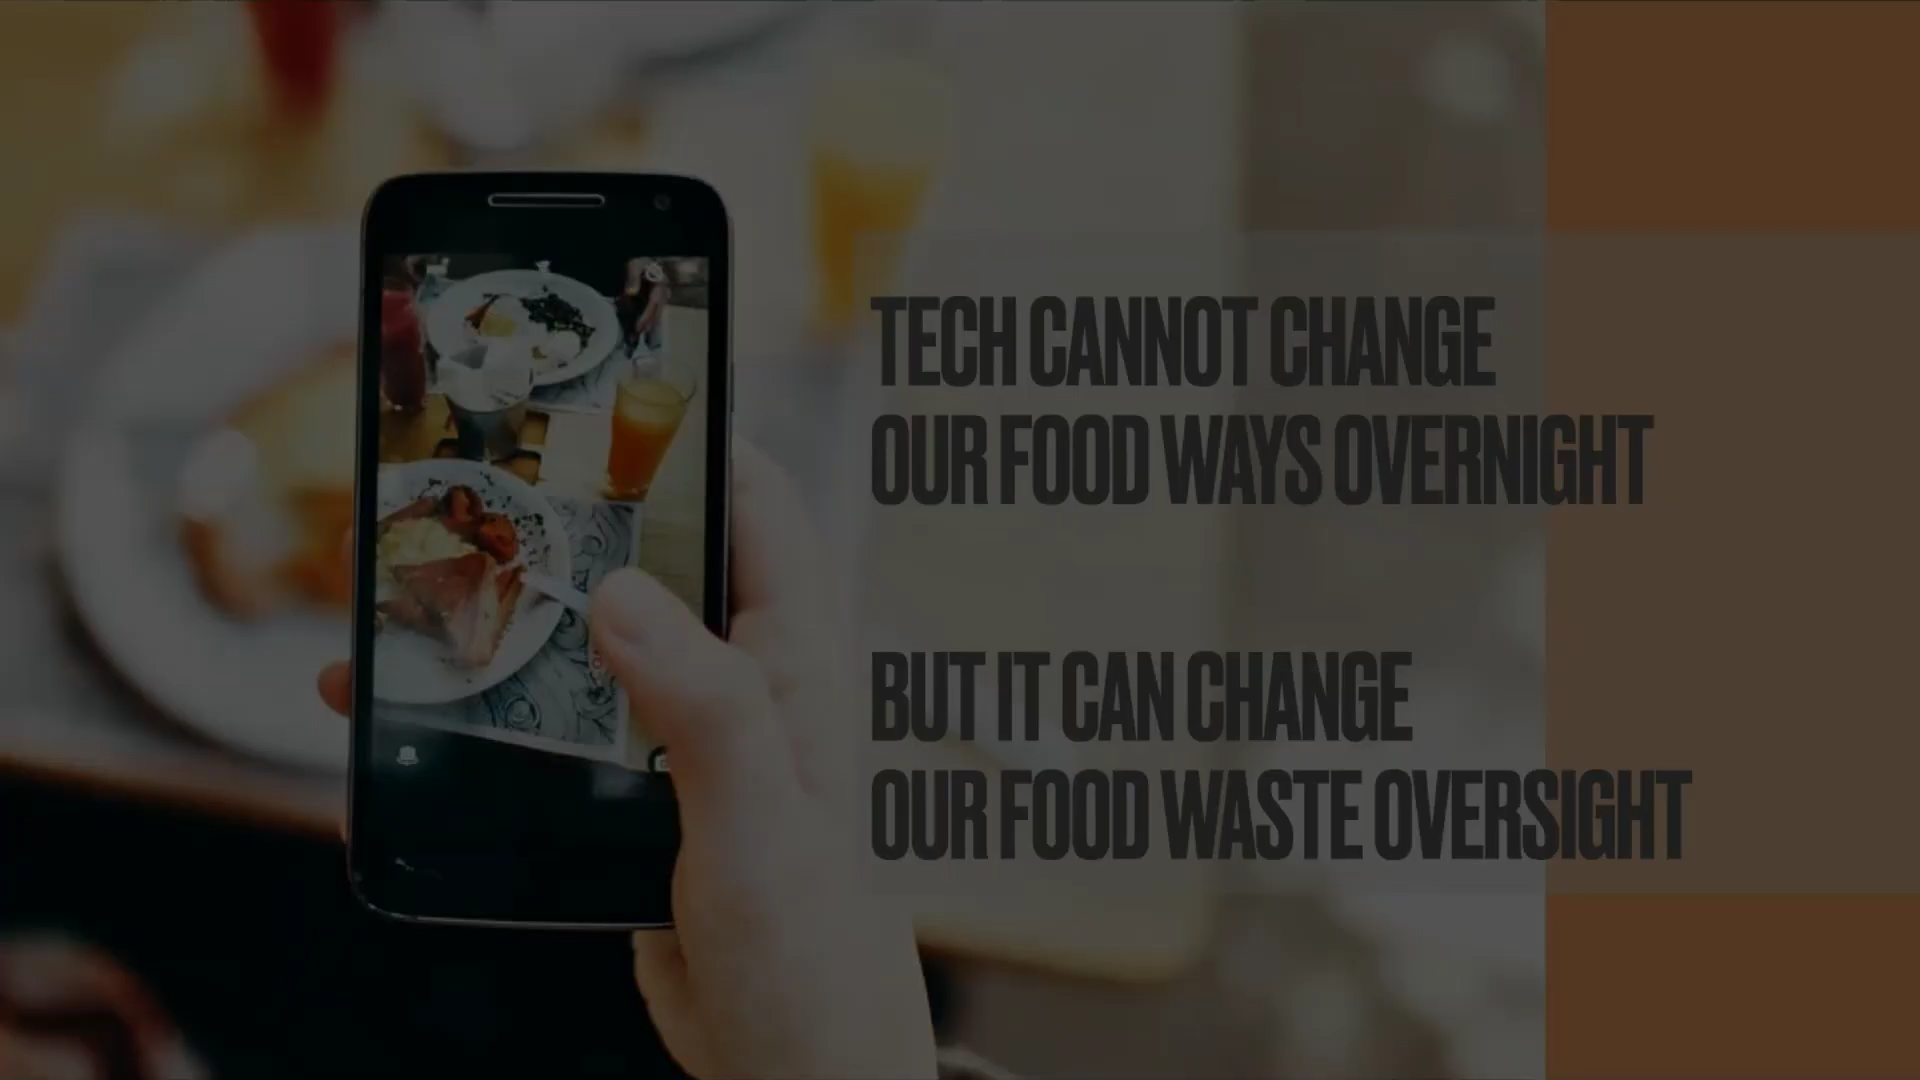 TECH CANNOT CHANGE
OUR FOOD WAYS OVERNIGHT
BUT IT CAN CHANGE
OUR FOOD WASTE OVERSIGHT